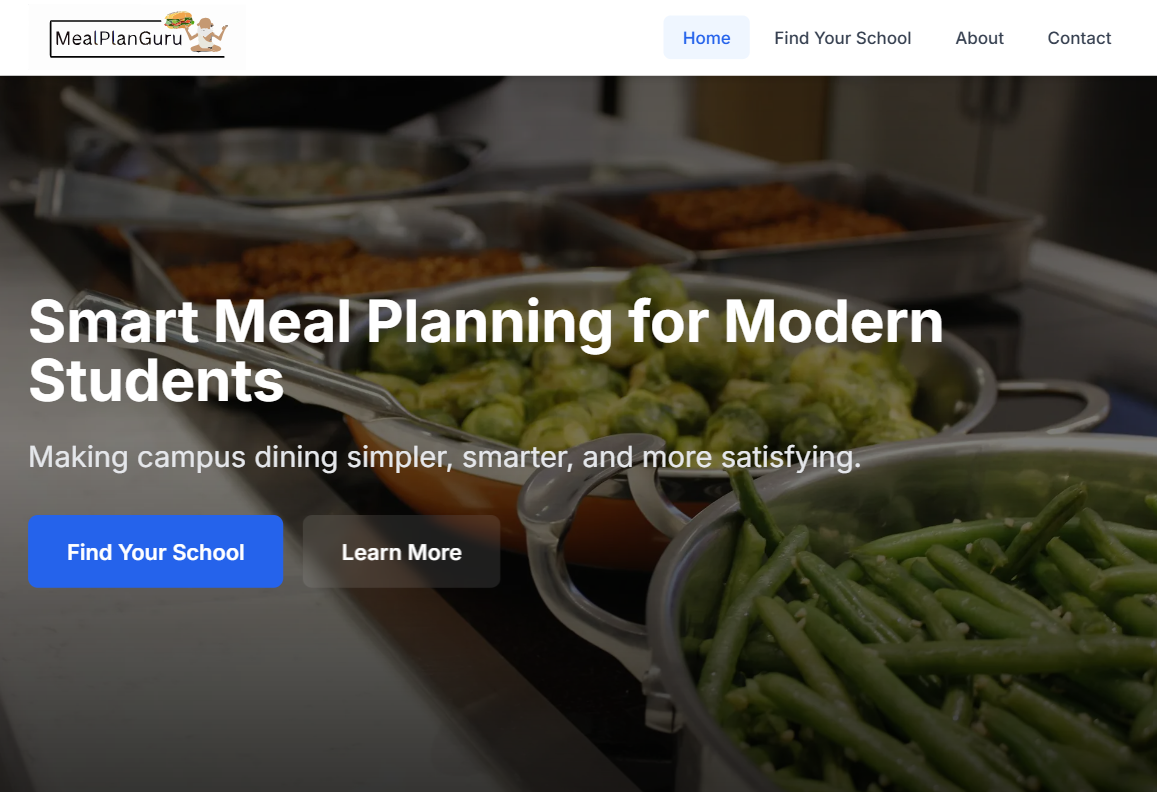 MealPlanGuru
Home
Find Your School
About
Contact
Smart Meal Planning for Modern
Students
Making campus dining simpler, smarter, and more satisfying.
Find Your School
Learn More